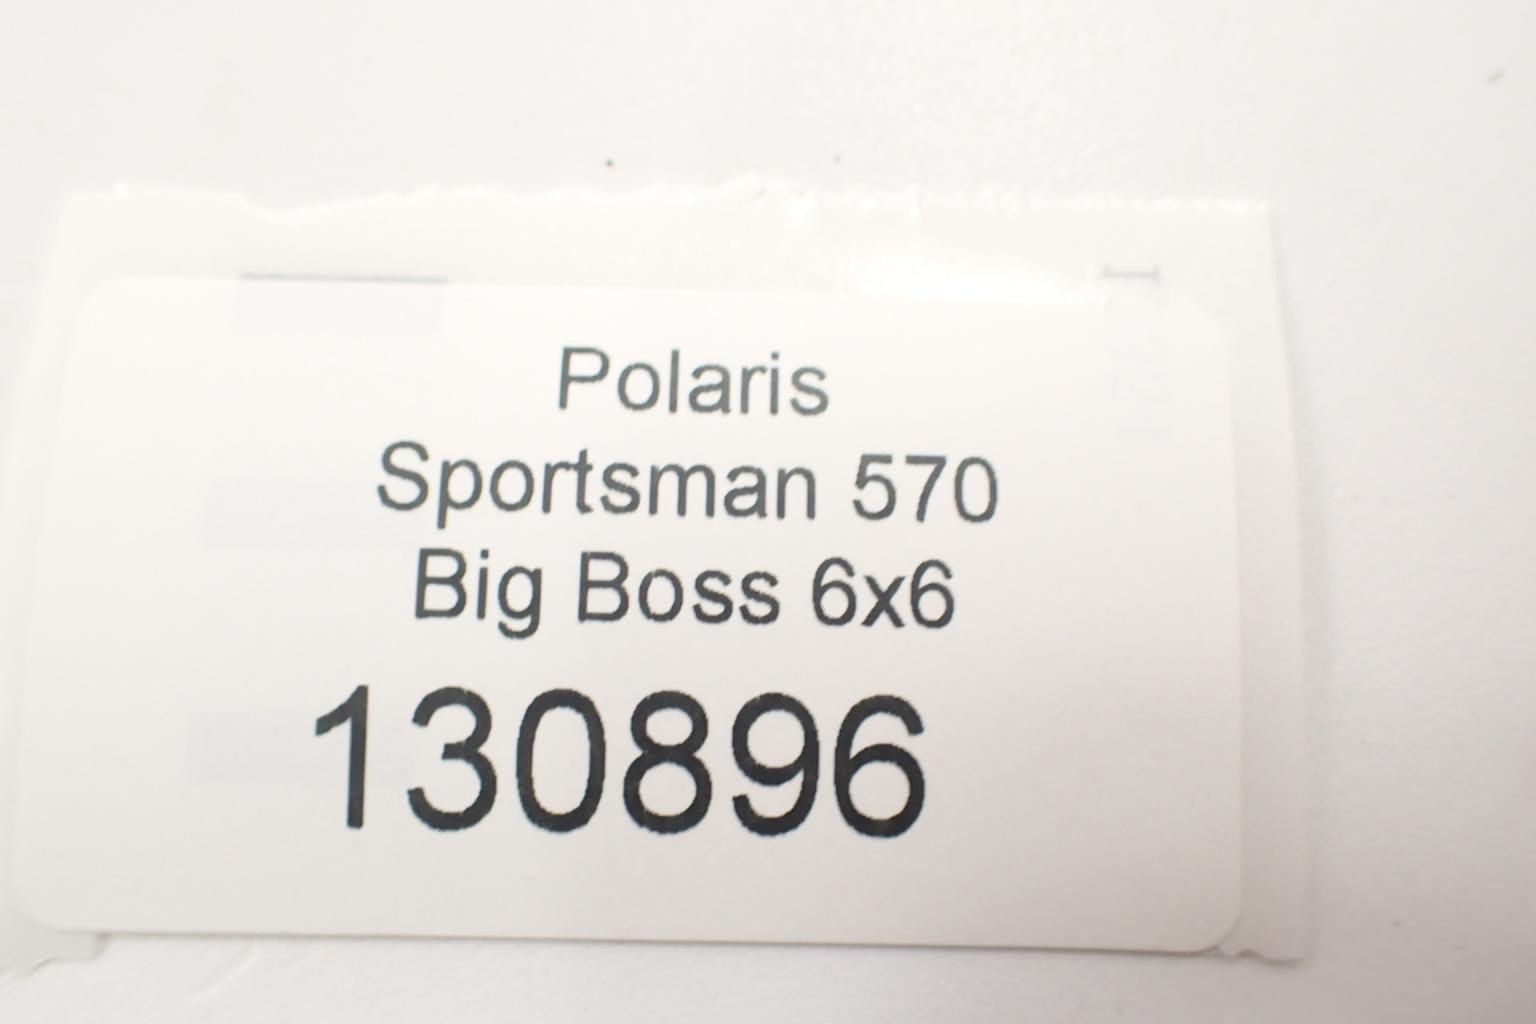 Polaris
Sportsman 570
Big Boss 6x6
130896